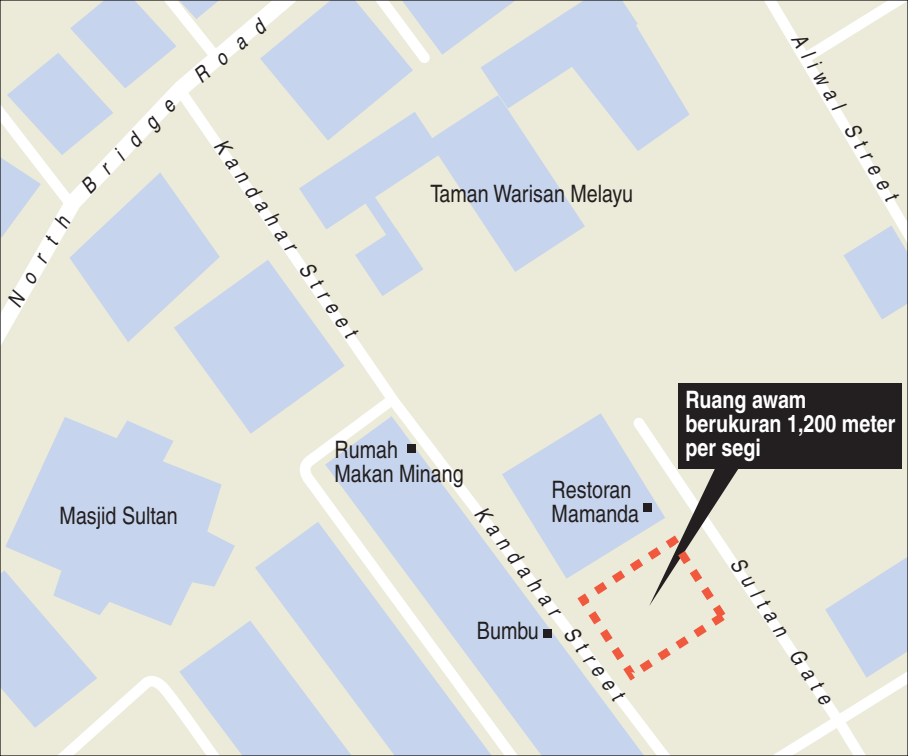 North Bridge Road
Kandahar Street
Aliwal Street
Taman Warisan Melayu
Ruang awam
berukuran 1,200 meter
per segi
Rumah
Makan Minang
Masjid Sultan
Restoran
Mamanda
Kandahar Street
Sultan Gate
Bumbu